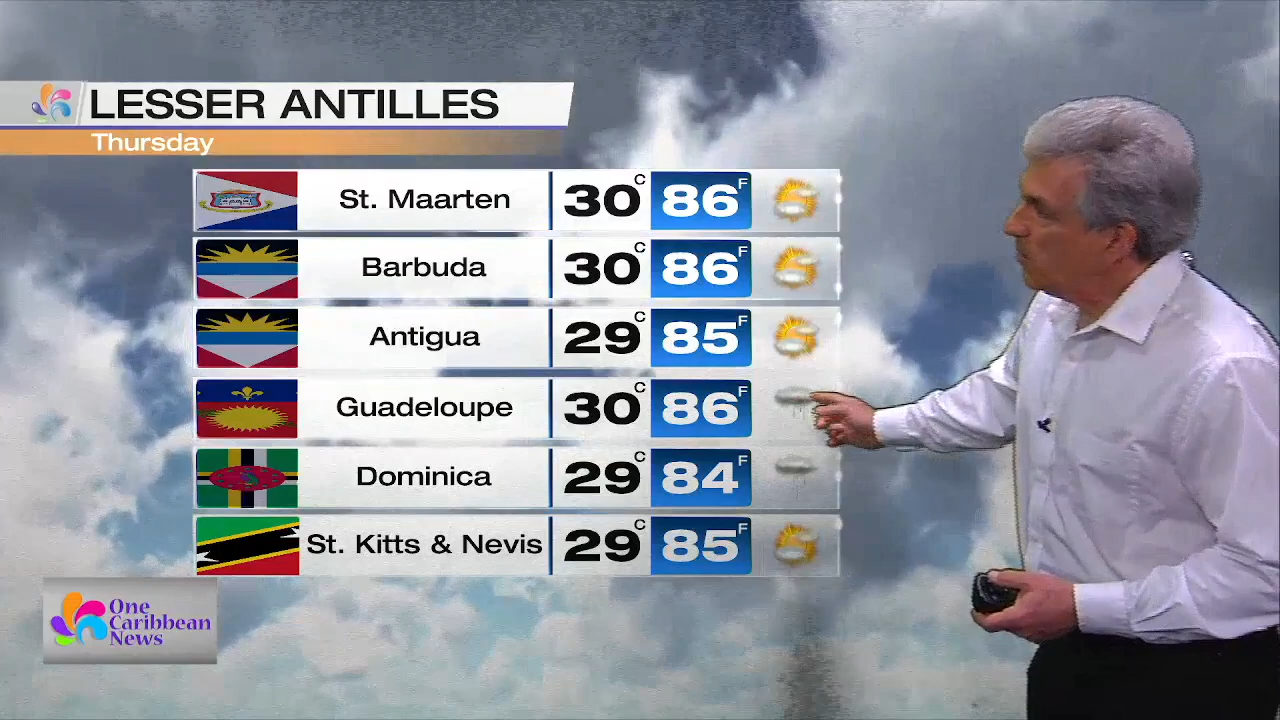 LESSER ANTILLES
Thursday
St. Maarten 30 C 86 F
Barbuda 30 C 86 F
Antigua 29 C 85 F
Guadeloupe 30 C 86 F
Dominica 29 C 84 F
St. Kitts & Nevis 29 C 85 F
One
Caribbean
News